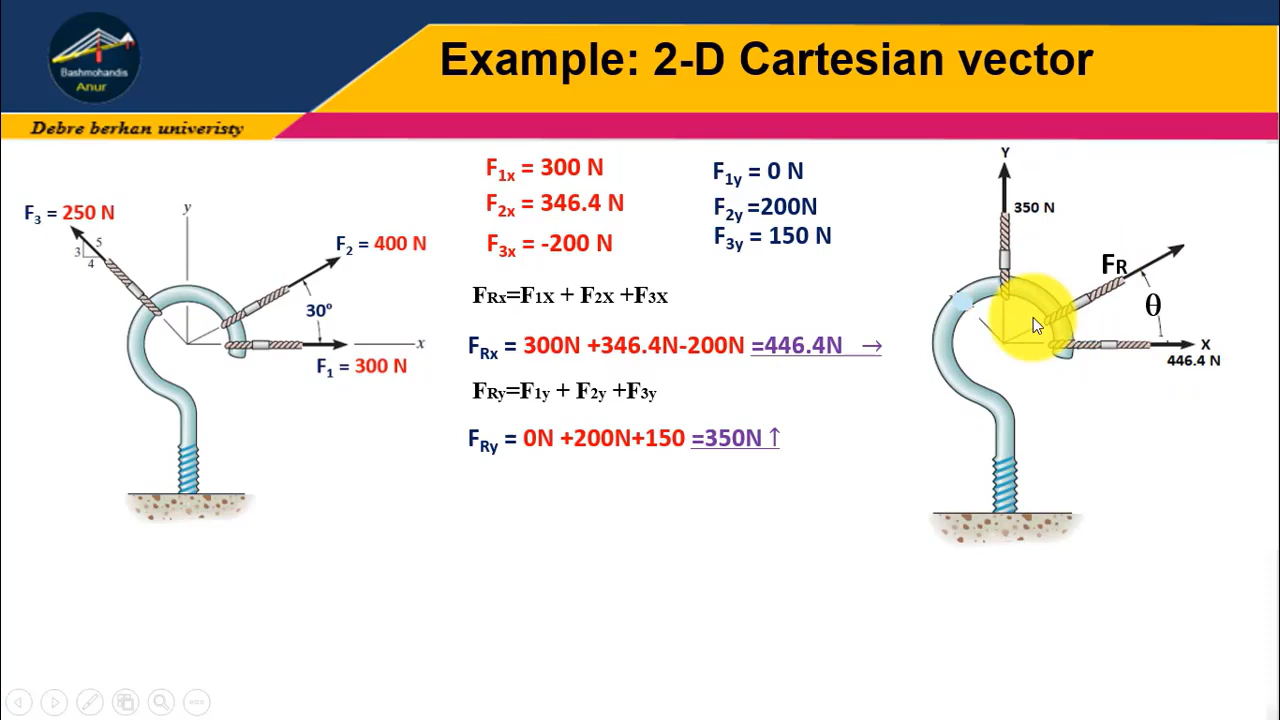 Example: 2-D Cartesian vector
Bashmohandis
Anur
Debre berhan univeristy
F3 = 250 N
5
3
4
y
F2 = 400 N
30º
x
F1 = 300 N
F1x = 300 N
F2x = 346.4 N
F3x = -200 N
F1y = 0 N
F2y =200N
F3y = 150 N
FRx=F1x + F2x +F3x
FRx = 300N +346.4N-200N =446.4N →
FRy=F1y + F2y +F3y
FRy = 0N +200N+150 =350N ↑
Y
350 N
FR
θ
X
446.4 N